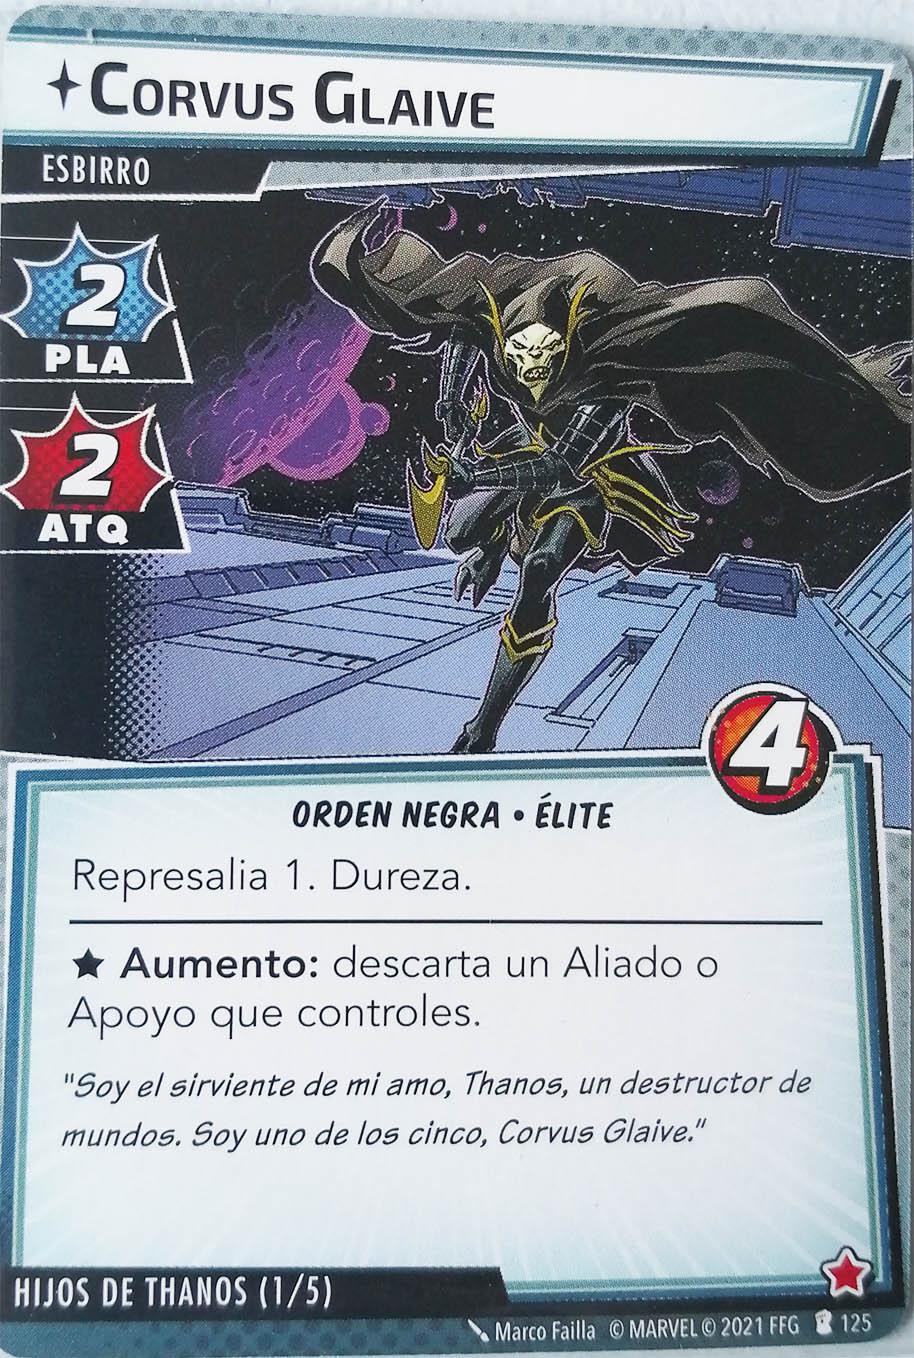 CORVUS GLAIVE
ESBIRRO
2
PLA
2
ATQ
4
ORDEN NEGRA • ÉLITE
Represalia 1. Dureza.
★ Aumento: descarta un Aliado o
Apoyo que controles.
"Soy el sirviente de mi amo, Thanos, un destructor de
mundos. Soy uno de los cinco, Corvus Glaive."
HIJOS DE THANOS (1/5)
Marco Failla © MARVEL © 2021 FFG 125